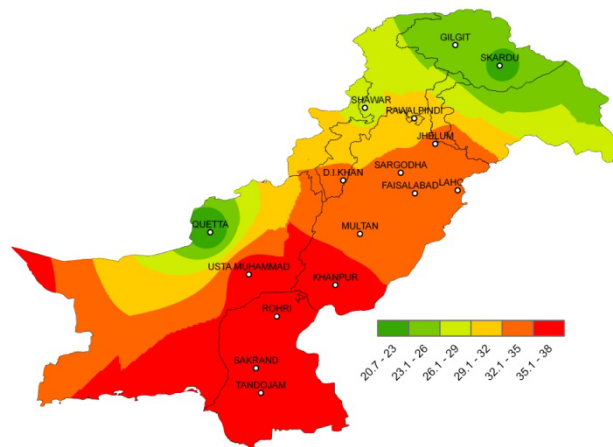 GILGIT
SKARDU
SHAWAR
RAWALPINDI
JHELUM
SARGODHA
D.I.KHAN
FAISALABAD
LAHO
QUETTA
MULTAN
USTA MUHAMMAD
KHANPUR
ROHRI
SAKRAND
TANDOJAM
20.7 - 23
23.1 - 26
26.1 - 29
29.1 - 32
32.1 - 35
35.1 - 38